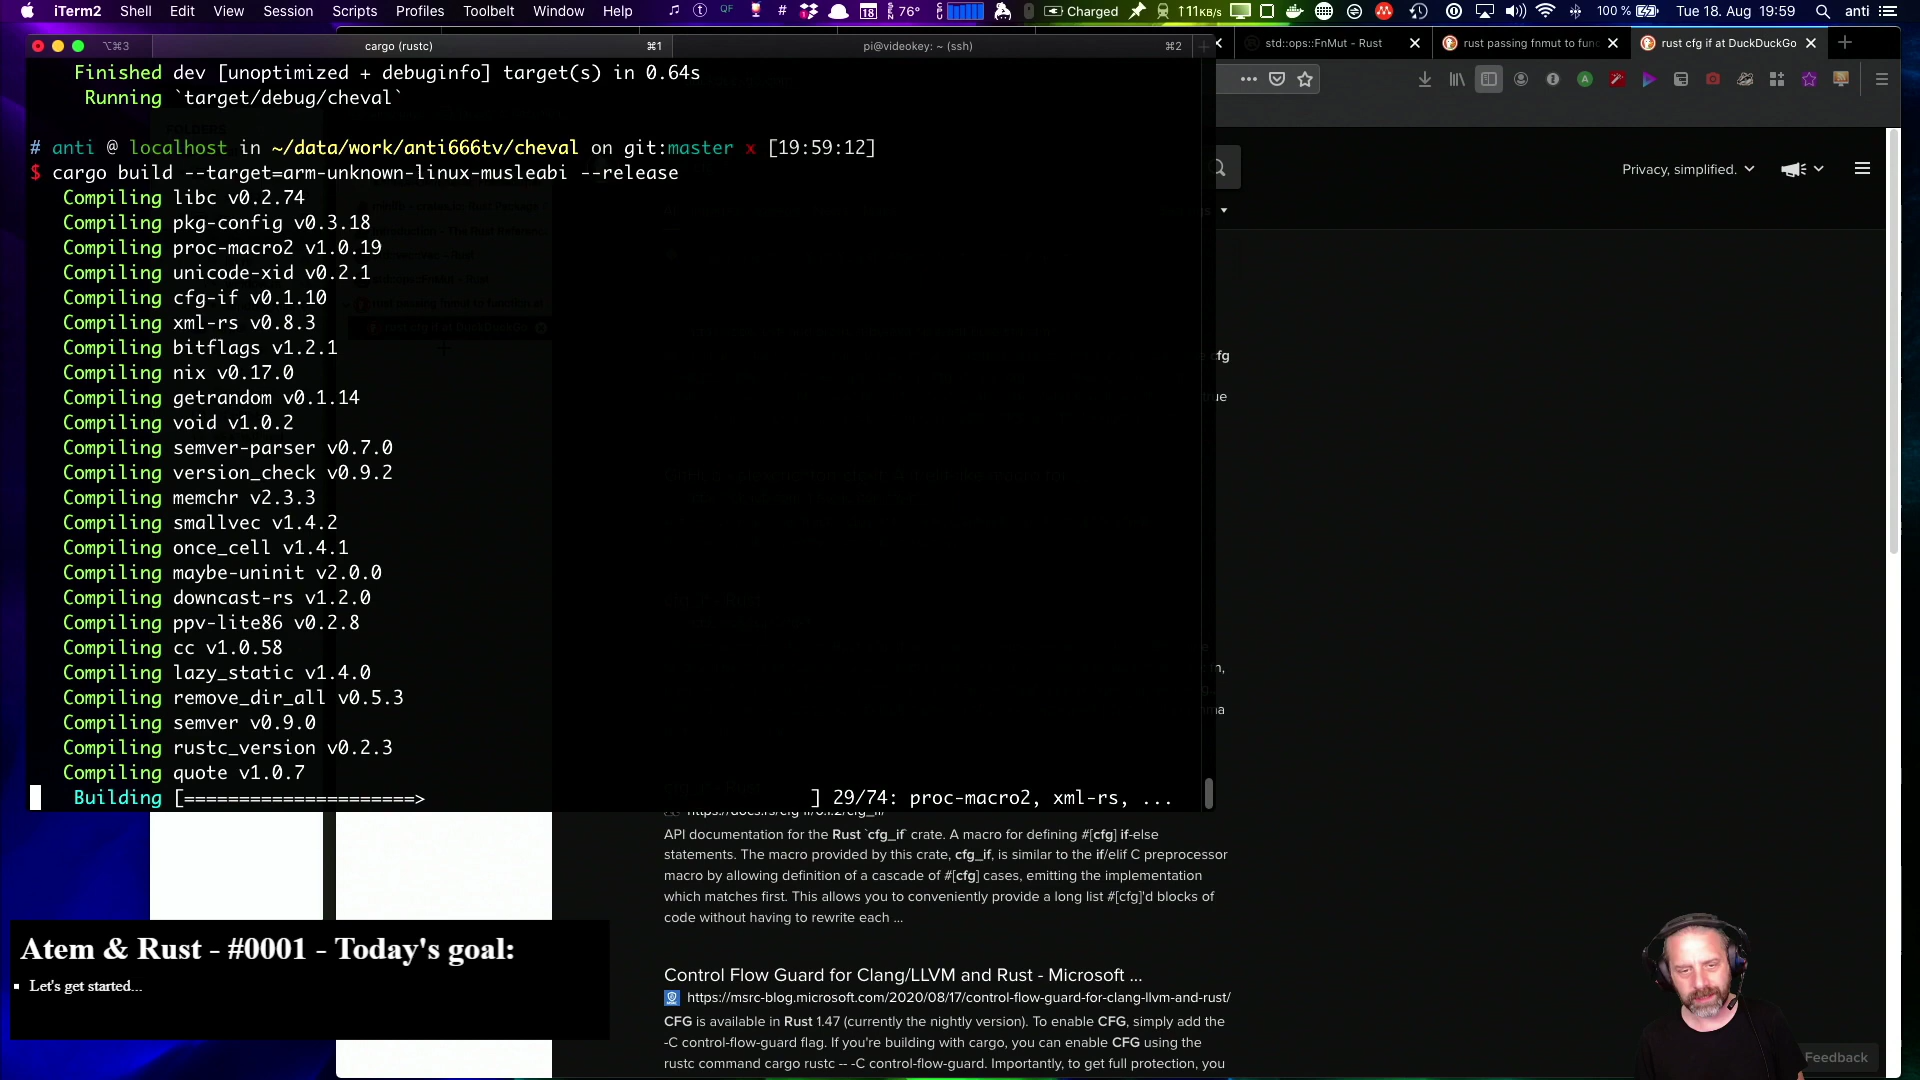 iTerm2 Shell Edit View Session Scripts Profiles Toolbelt Window Help
18 76° Charged 111KB/s 100 % Tue 18. Aug 19:59 anti
⌥⌘3 cargo (rustc) ⌘1 pi@videokey: ~ (ssh) ⌘2
std::ops::FnMut - Rust rust passing fnmut to func rust cfg if at DuckDuckGo
Finished dev [unoptimized + debuginfo] target(s) in 0.64s
Running `target/debug/cheval`
# anti @ localhost in ~/data/work/anti666tv/cheval on git:master x [19:59:12]
$ cargo build --target=arm-unknown-linux-musleabi --release
Compiling libc v0.2.74
Compiling pkg-config v0.3.18
Compiling proc-macro2 v1.0.19
Compiling unicode-xid v0.2.1
Compiling cfg-if v0.1.10
Compiling xml-rs v0.8.3
Compiling bitflags v1.2.1
Compiling nix v0.17.0
Compiling getrandom v0.1.14
Compiling void v1.0.2
Compiling semver-parser v0.7.0
Compiling version_check v0.9.2
Compiling memchr v2.3.3
Compiling smallvec v1.4.2
Compiling once_cell v1.4.1
Compiling maybe-uninit v2.0.0
Compiling downcast-rs v1.2.0
Compiling ppv-lite86 v0.2.8
Compiling cc v1.0.58
Compiling lazy_static v1.4.0
Compiling remove_dir_all v0.5.3
Compiling semver v0.9.0
Compiling rustc_version v0.2.3
Compiling quote v1.0.7
Building [=====================> ] 29/74: proc-macro2, xml-rs, ...
Privacy, simplified.
cfg
true
API documentation for the Rust `cfg_if` crate. A macro for defining #[cfg] if-else
statements. The macro provided by this crate, cfg_if, is similar to the if/elif C preprocessor
macro by allowing definition of a cascade of #[cfg] cases, emitting the implementation
which matches first. This allows you to conveniently provide a long list #[cfg]'d blocks of
code without having to rewrite each ...
Control Flow Guard for Clang/LLVM and Rust - Microsoft ...
https://msrc-blog.microsoft.com/2020/08/17/control-flow-guard-for-clang-llvm-and-rust/
CFG is available in Rust 1.47 (currently the nightly version). To enable CFG, simply add the
-C control-flow-guard flag. If you're building with cargo, you can enable CFG using the
rustc command cargo rustc -- -C control-flow-guard. Importantly, to get full protection, you
Feedback
Atem & Rust - #0001 - Today's goal:
▪ Let's get started...